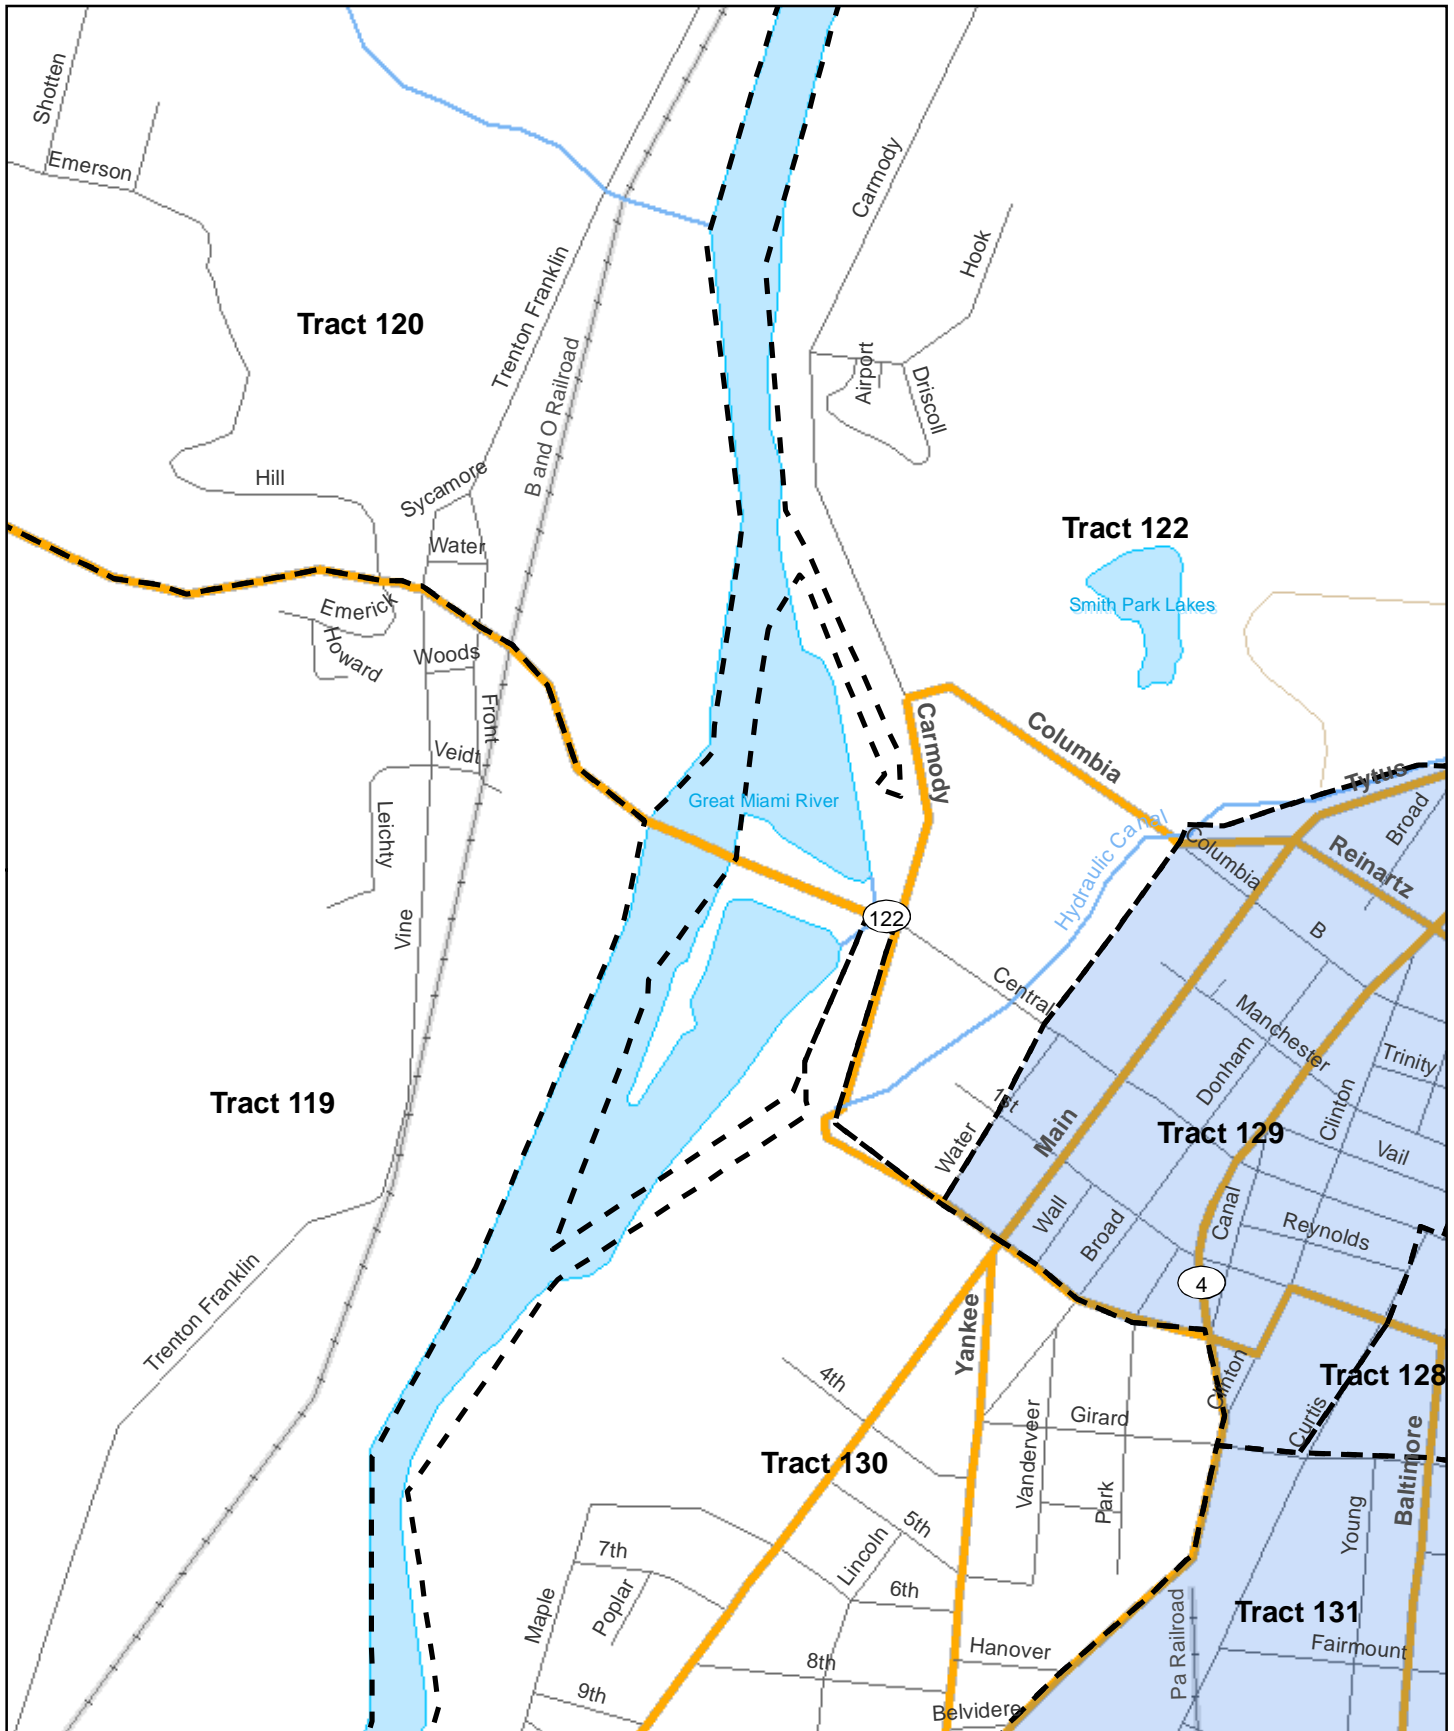 Shotten
Emerson
Carmody
Hook
Trenton Franklin
Tract 120
B and O Railroad
Airport
Driscoll
Hill
Sycamore
Water
Tract 122
Smith Park Lakes
Emerick
Howard
Woods
Front
Veidt
Carmody
Columbia
Tytus
Great Miami River
Leichty
Hydraulic Canal
Columbia
Broad
Reinartz
Vine
122
B
Central
Manchester
Trinity
Donham
Clinton
Tract 119
1st
Main
Tract 129
Water
Vail
Wall
Broad
Canal
Reynolds
Trenton Franklin
4
Yankee
4th
Clinton
Tract 128
Curtis
Girard
Vanderveer
Baltimore
Tract 130
Park
5th
Young
Lincoln
7th
6th
Poplar
Maple
Pa Railroad
Tract 131
Hanover
Fairmount
8th
9th
Belvidere